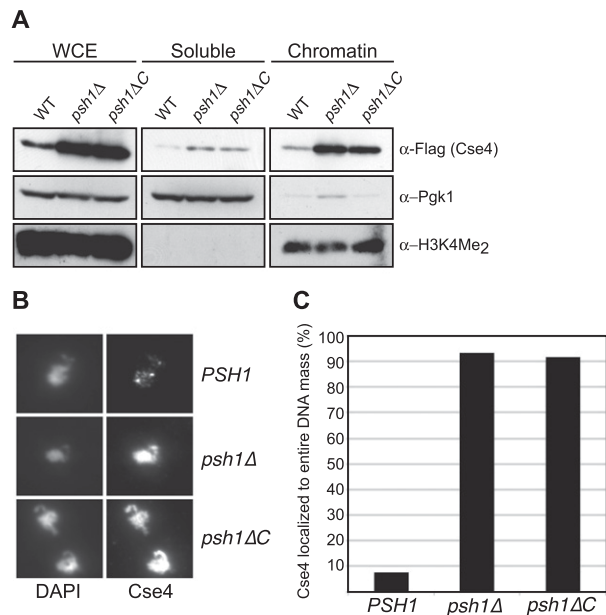 A
WCE Soluble Chromatin
WT psh1Δ psh1ΔC WT psh1Δ psh1ΔC WT psh1Δ psh1ΔC
α-Flag (Cse4)
α–Pgk1
α–H3K4Me2
B
PSH1
psh1Δ
psh1ΔC
DAPI Cse4
C
Cse4 localized to entire DNA mass (%)
100
90
80
70
60
50
40
30
20
10
PSH1 psh1Δ psh1ΔC